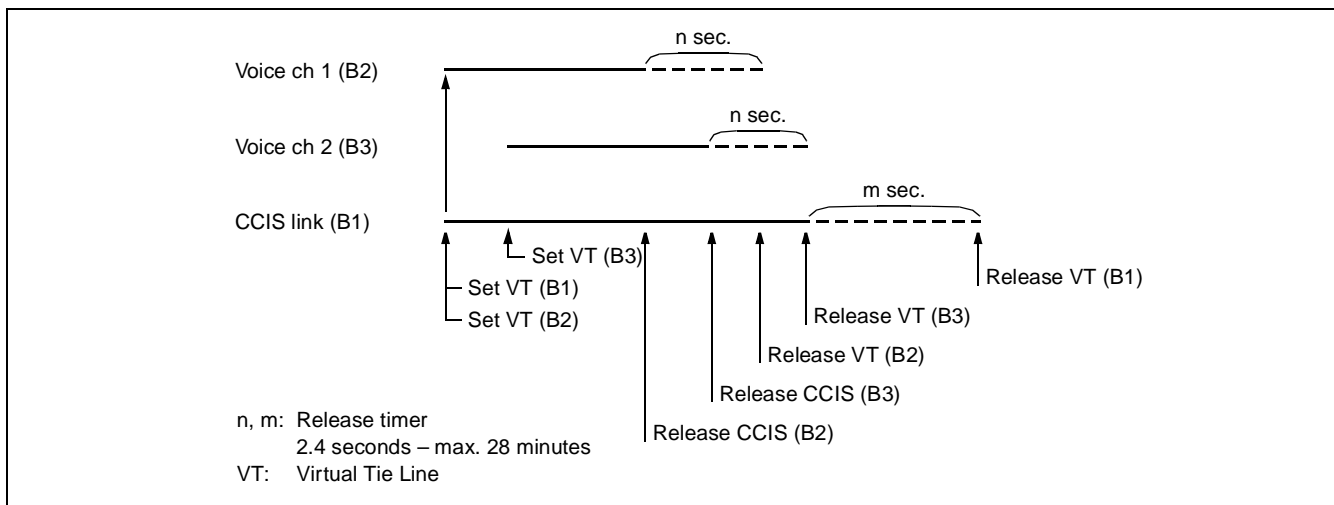 n sec.
Voice ch 1 (B2)
n sec.
Voice ch 2 (B3)
m sec.
CCIS link (B1)
Set VT (B3)
Release VT (B1)
Set VT (B1)
Release VT (B3)
Set VT (B2)
Release VT (B2)
Release CCIS (B3)
n, m: Release timer
Release CCIS (B2)
2.4 seconds – max. 28 minutes
VT: Virtual Tie Line